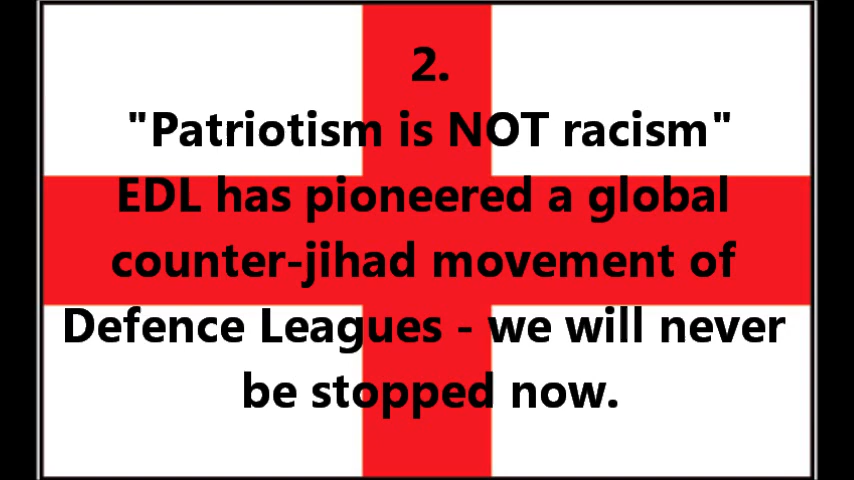 2.
"Patriotism is NOT racism"
EDL has pioneered a global
counter-jihad movement of
Defence Leagues - we will never
be stopped now.